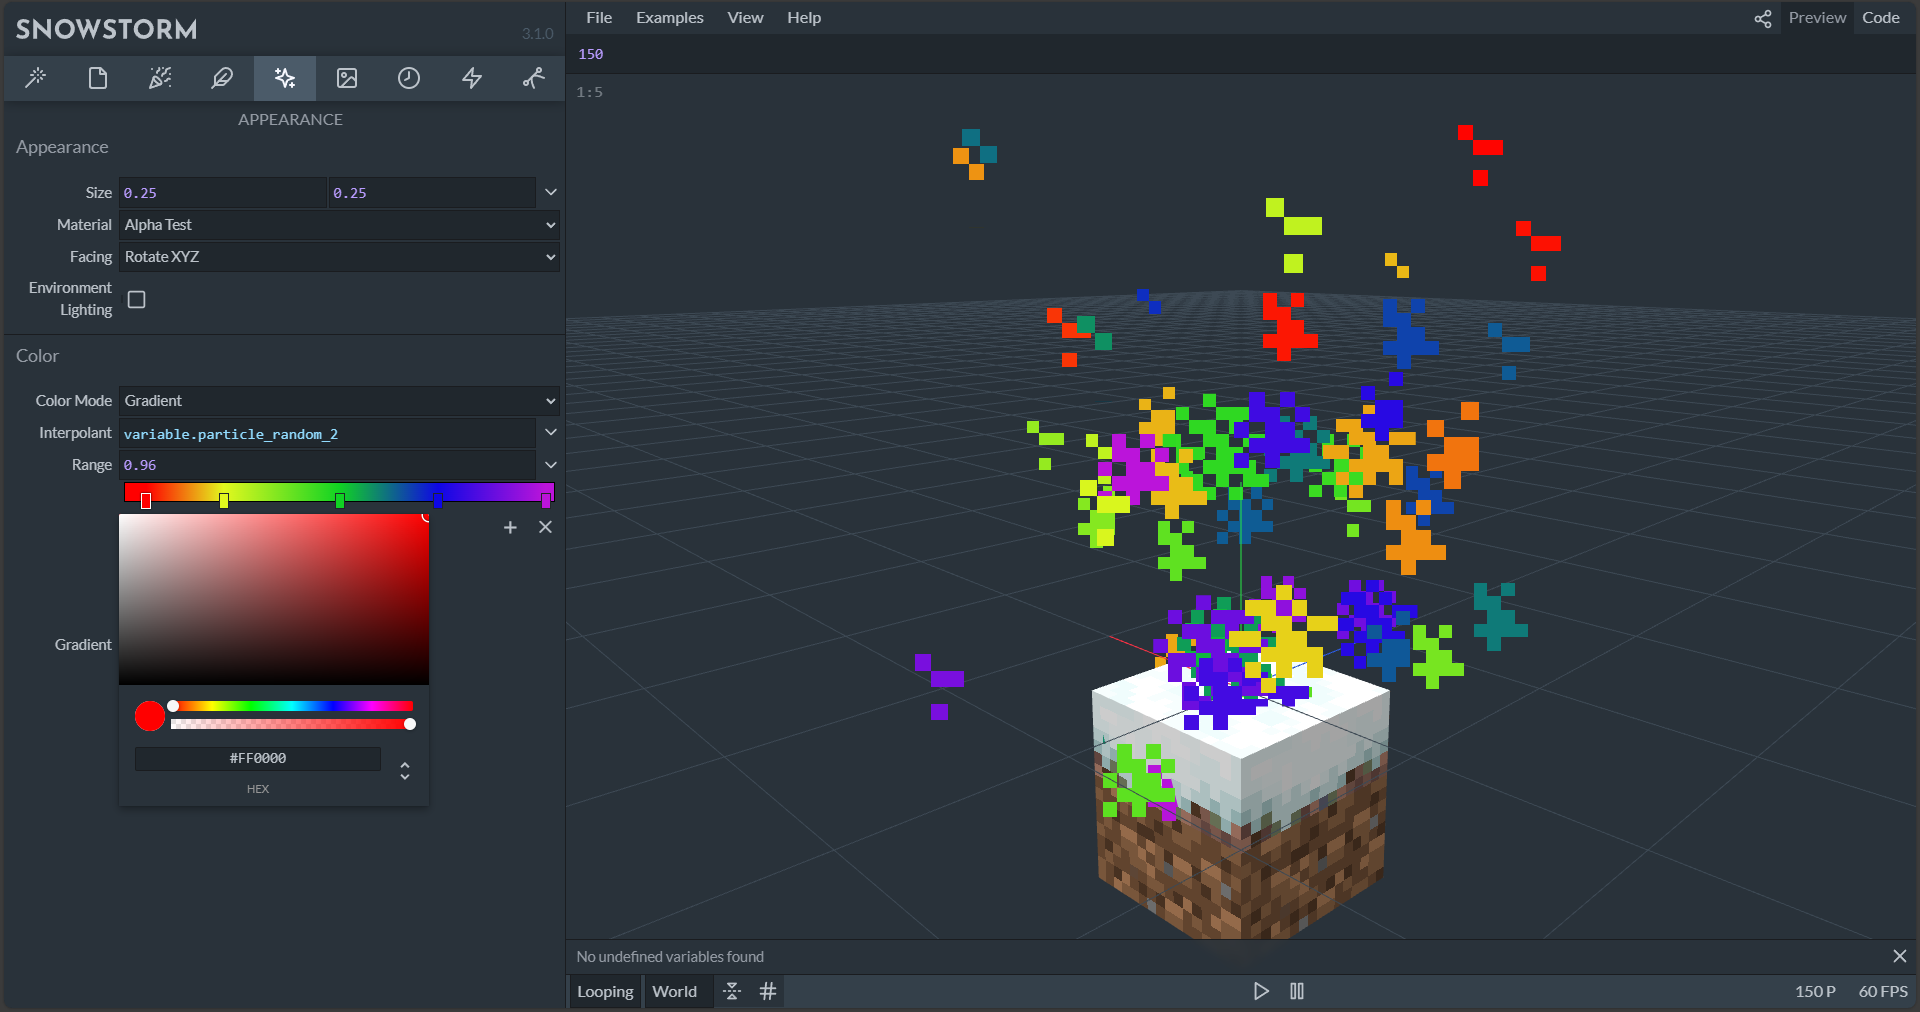 SNOWSTORM
3.1.0
File Examples View Help
Preview Code
150
1:5
APPEARANCE
Appearance
Size 0.25 0.25
Material Alpha Test
Facing Rotate XYZ
Environment
Lighting
Color
Color Mode Gradient
Interpolant variable.particle_random_2
Range 0.96
Gradient
#FF0000
HEX
No undefined variables found
Looping World
150 P 60 FPS